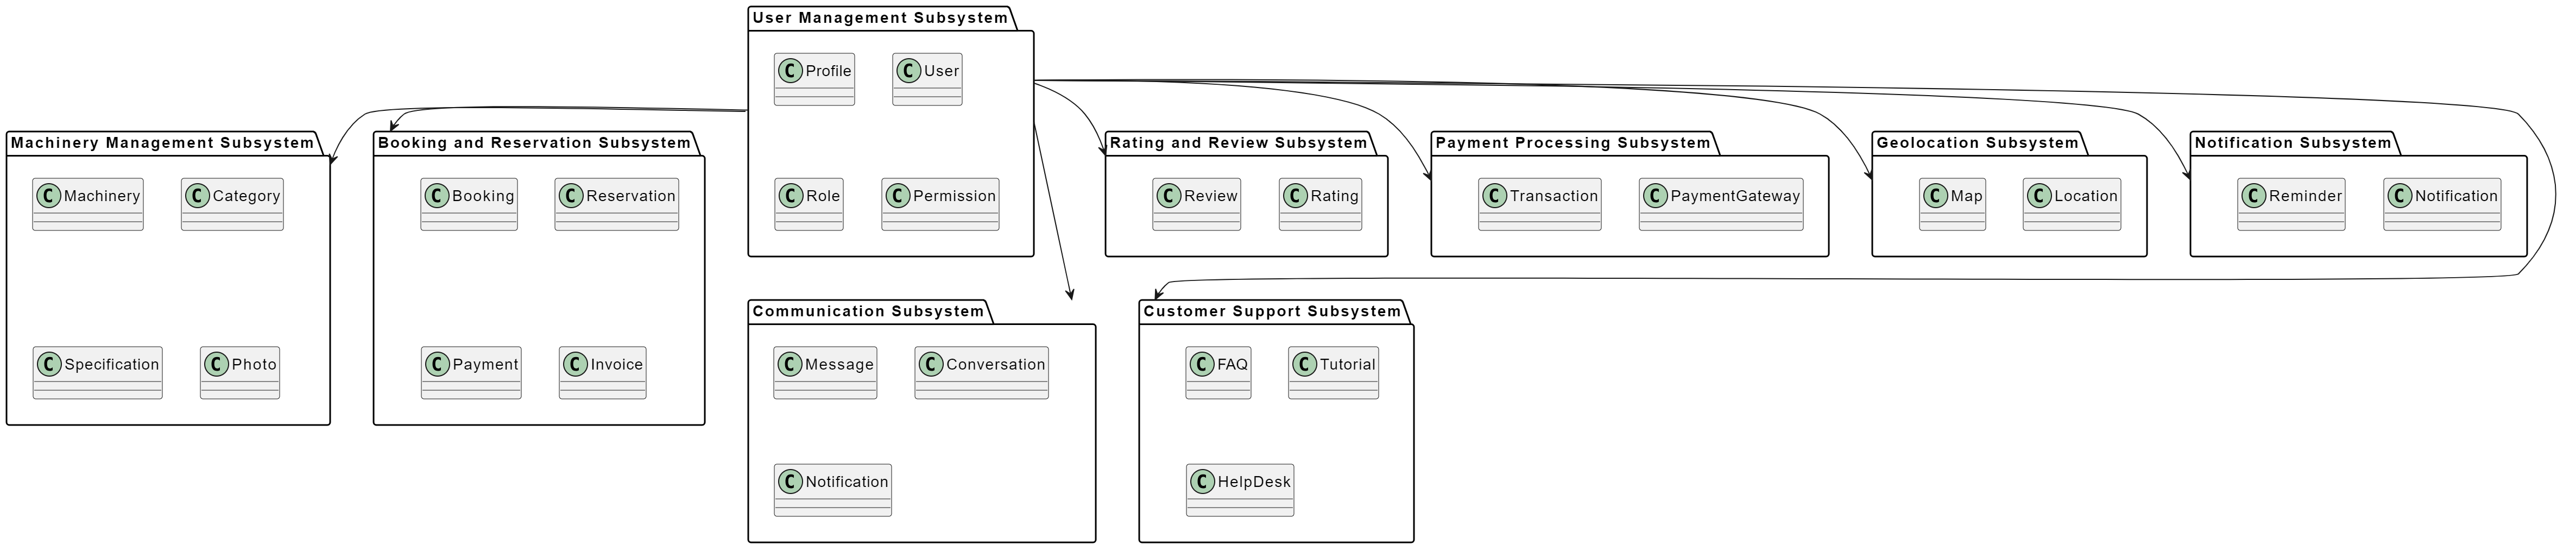 User Management Subsystem
C Profile
C User
C Role
C Permission
Machinery Management Subsystem
C Machinery
C Category
C Specification
C Photo
Booking and Reservation Subsystem
C Booking
C Reservation
C Payment
C Invoice
Rating and Review Subsystem
C Review
C Rating
Payment Processing Subsystem
C Transaction
C PaymentGateway
Geolocation Subsystem
C Map
C Location
Notification Subsystem
C Reminder
C Notification
Communication Subsystem
C Message
C Conversation
C Notification
Customer Support Subsystem
C FAQ
C Tutorial
C HelpDesk